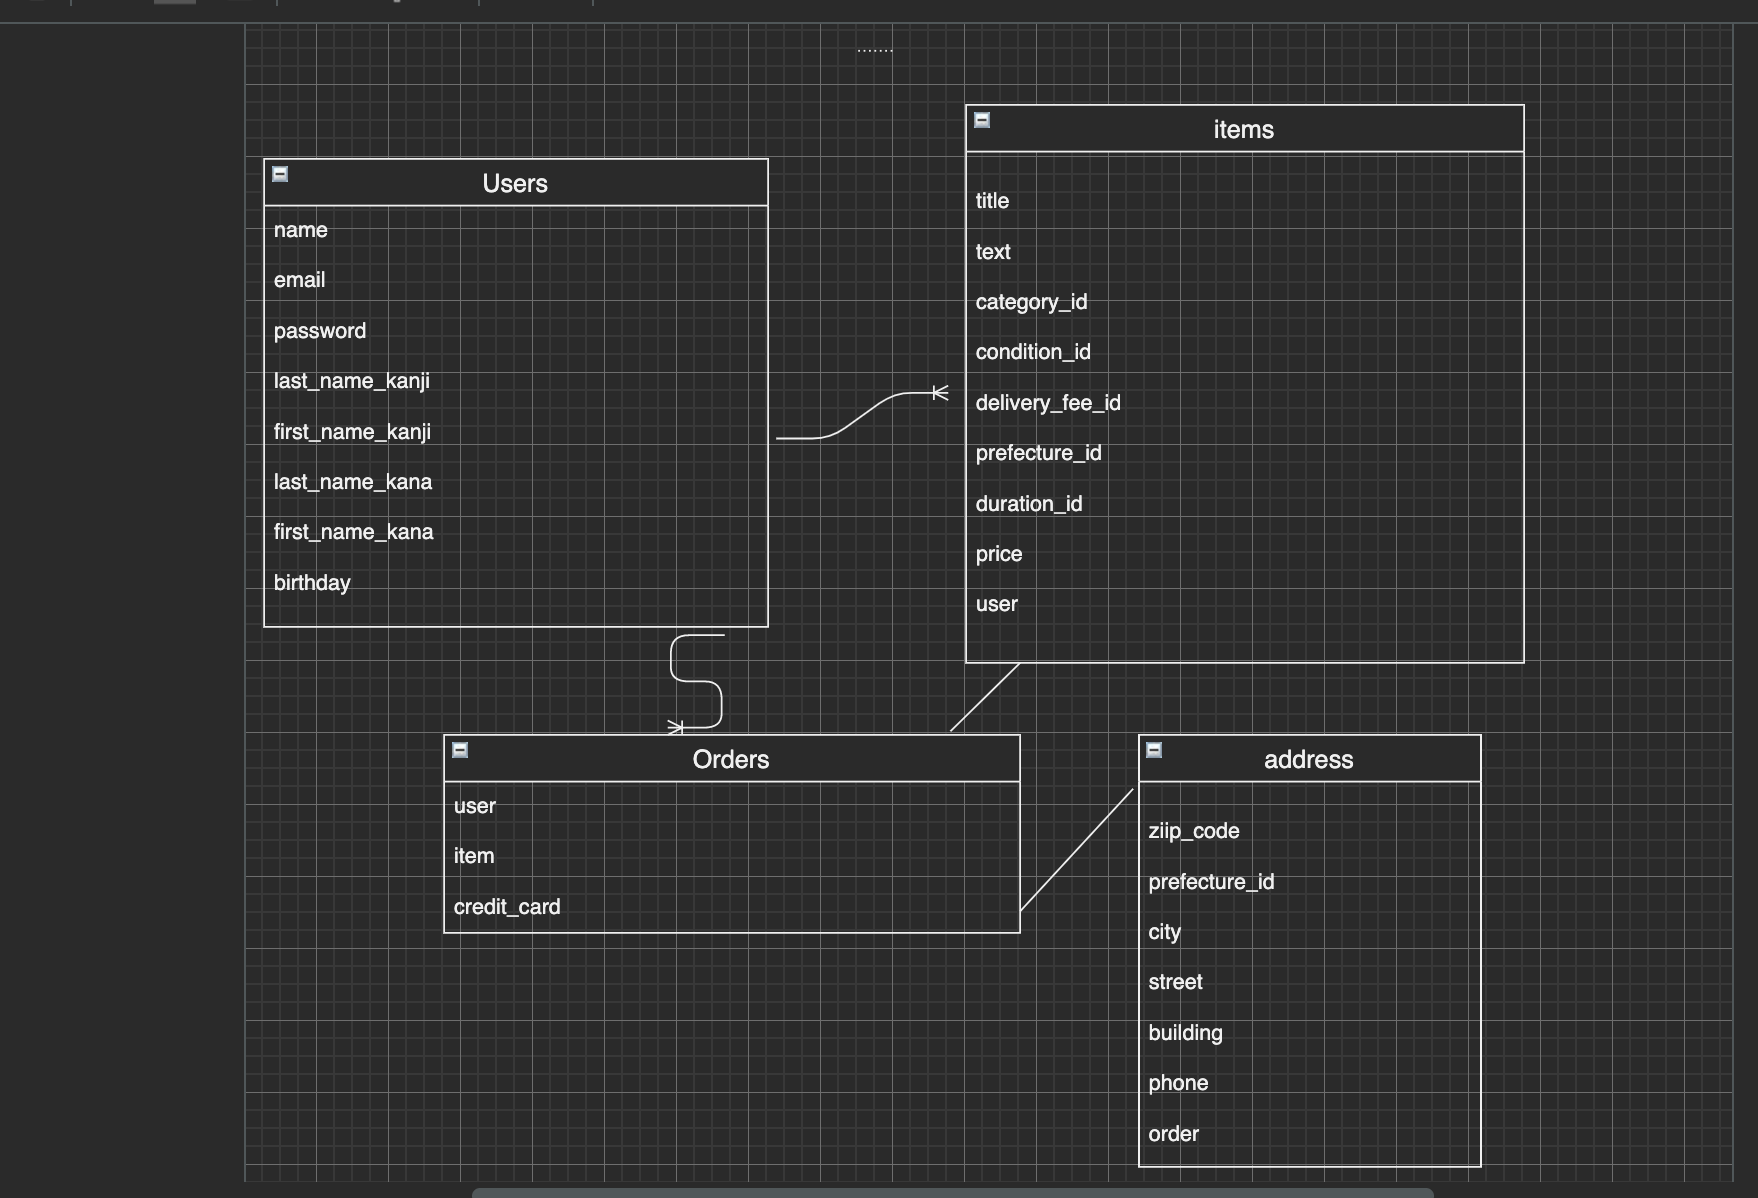 Users
name
email
password
last_name_kanji
first_name_kanji
last_name_kana
first_name_kana
birthday
items
title
text
category_id
condition_id
delivery_fee_id
prefecture_id
duration_id
price
user
Orders
user
item
credit_card
address
ziip_code
prefecture_id
city
street
building
phone
order